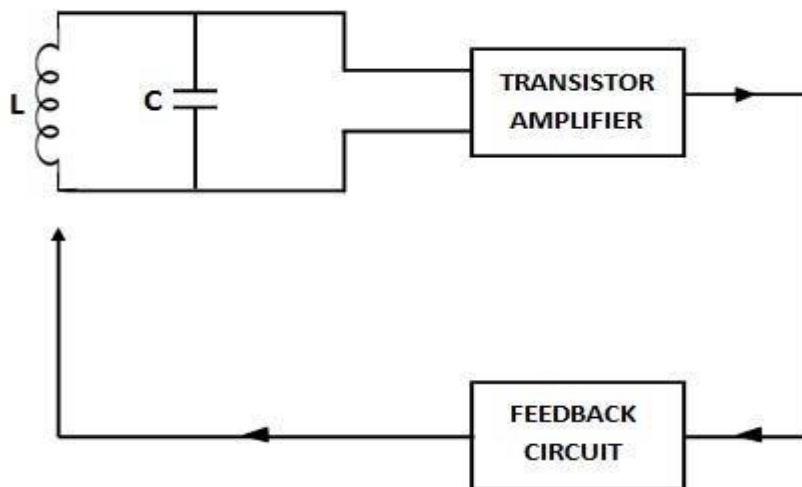 L
C
TRANSISTOR
AMPLIFIER
FEEDBACK
CIRCUIT